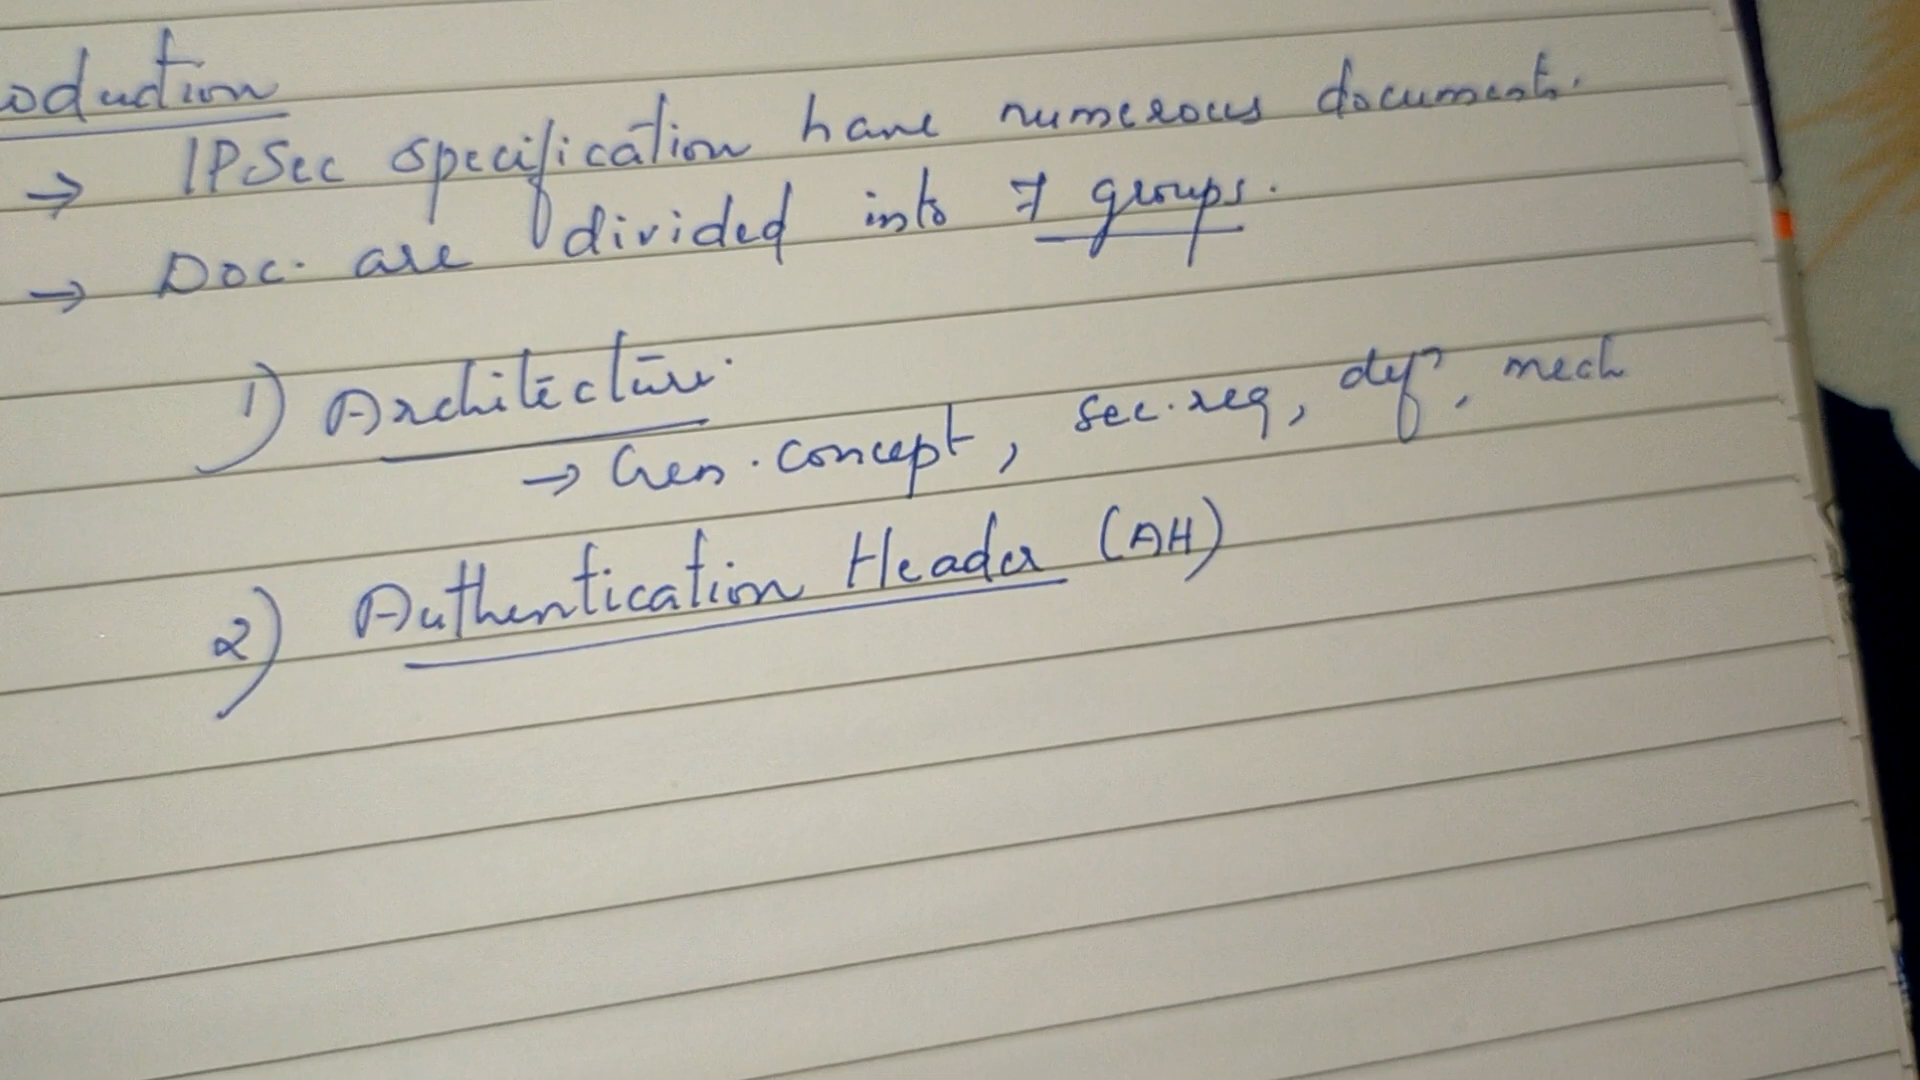 oduction
→ IPSec specification have numerous documents.
→ Doc. are divided into 7 groups.
1) Architecture.
→ Gen. concept, sec. req, defn, mech
2) Authentication Header (AH)